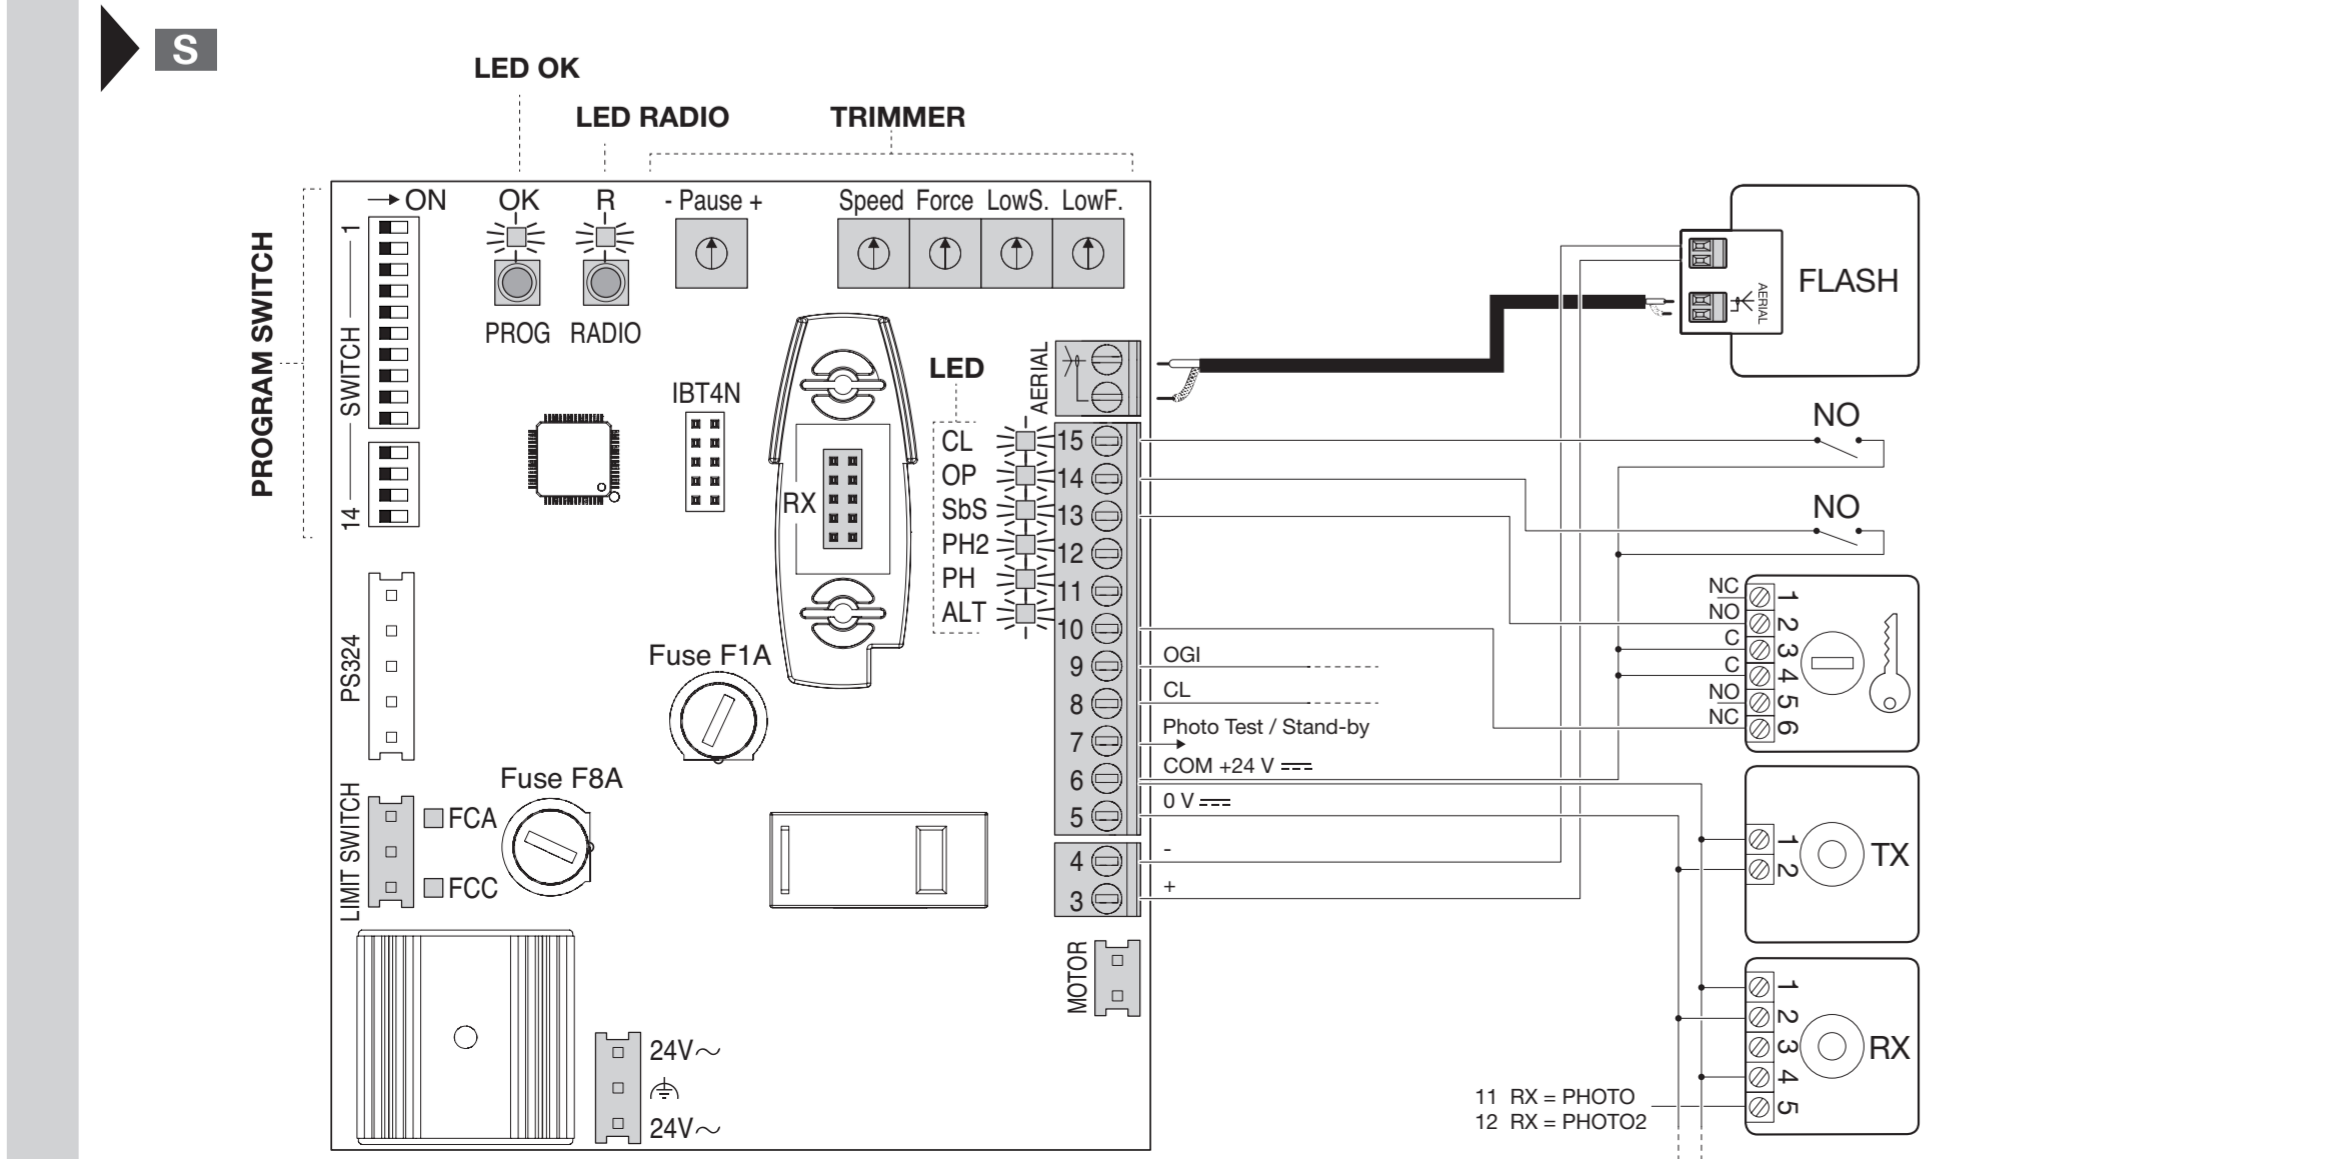 S
LED OK
LED RADIO
TRIMMER
PROGRAM SWITCH
ON
OK
R
- Pause +
Speed Force LowS. LowF.
1
SWITCH
14
PROG
RADIO
IBT4N
RX
LED
AERIAL
CL
OP
SbS
PH2
PH
ALT
15
14
13
12
11
10
9
8
7
6
5
4
3
OGI
CL
Photo Test / Stand-by
COM +24 V
0 V
-
+
PS324
Fuse F1A
Fuse F8A
LIMIT SWITCH
FCA
FCC
MOTOR
24V~
24V~
FLASH
AERIAL
NO
NO
NC 1
NO 2
C 3
C 4
NO 5
NC 6
1
2
TX
1
2
3
4
5
RX
11 RX = PHOTO
12 RX = PHOTO2